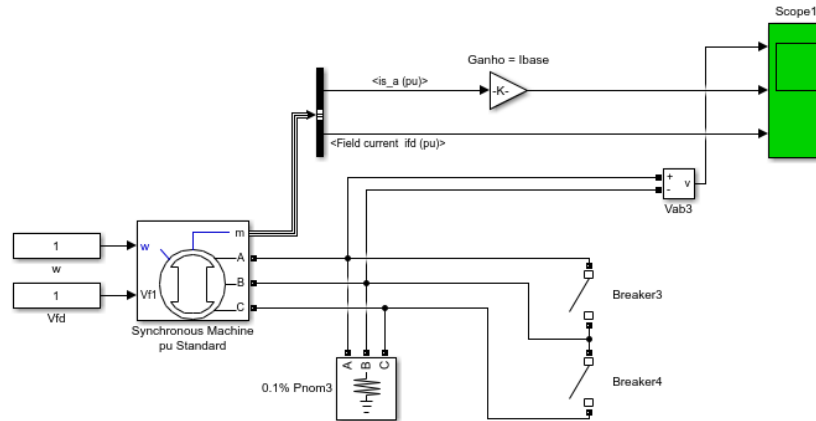 Scope1
Ganho = Ibase
<is_a (pu)>
-K-
<Field current ifd (pu)>
+
-
v
Vab3
1
w
1
Vfd
w
Vf1
m
A
B
C
Synchronous Machine
pu Standard
A
B
C
0.1% Pnom3
Breaker3
Breaker4